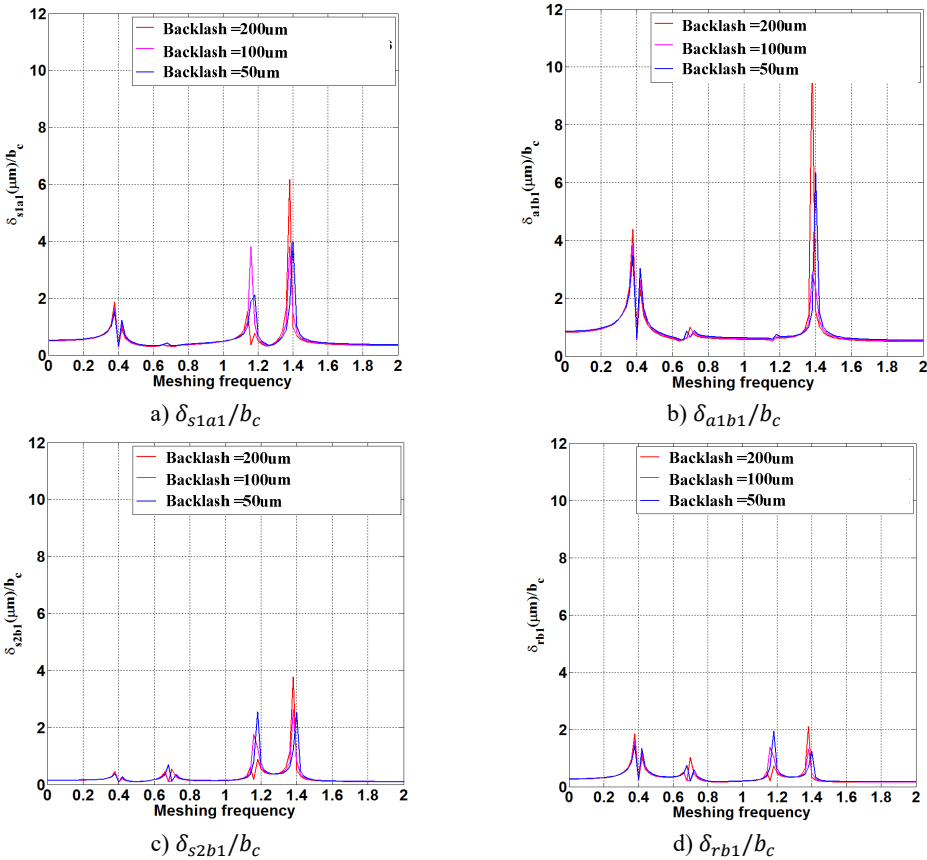 Backlash =200um
Backlash =100um
Backlash =50um
12
10
8
6
4
2
0
δs1a1(μm)/bc
0 0.2 0.4 0.6 0.8 1 1.2 1.4 1.6 1.8 2
Meshing frequency
a) δs1a1/bc
Backlash =200um
Backlash =100um
Backlash =50um
12
10
8
6
4
2
0
δa1b1(μm)/bc
0 0.2 0.4 0.6 0.8 1 1.2 1.4 1.6 1.8 2
Meshing frequency
b) δa1b1/bc
Backlash =200um
Backlash =100um
Backlash =50um
12
10
8
6
4
2
0
δs2b1(μm)/bc
0 0.2 0.4 0.6 0.8 1 1.2 1.4 1.6 1.8 2
Meshing frequency
c) δs2b1/bc
Backlash =200um
Backlash =100um
Backlash =50um
12
10
8
6
4
2
0
δrb1(μm)/bc
0 0.2 0.4 0.6 0.8 1 1.2 1.4 1.6 1.8 2
Meshing frequency
d) δrb1/bc